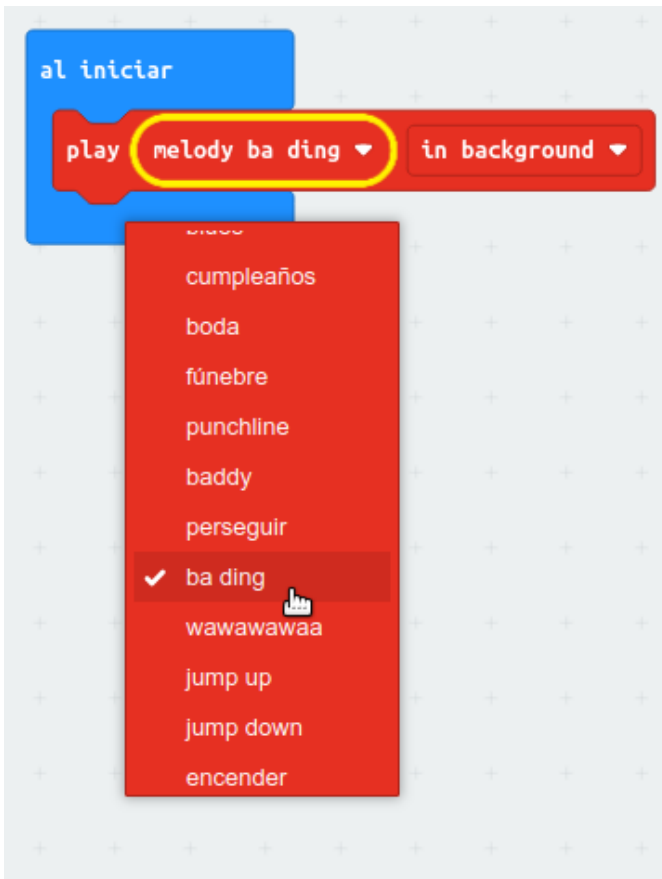 al iniciar
play melody ba ding in background
cumpleaños
boda
fúnebre
punchline
baddy
perseguir
ba ding
wawawawaa
jump up
jump down
encender